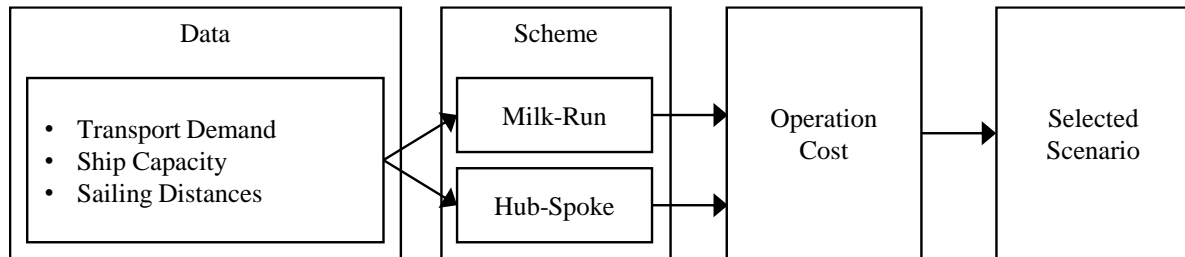 Data
• Transport Demand
• Ship Capacity
• Sailing Distances
Scheme
Milk-Run
Hub-Spoke
Operation
Cost
Selected
Scenario